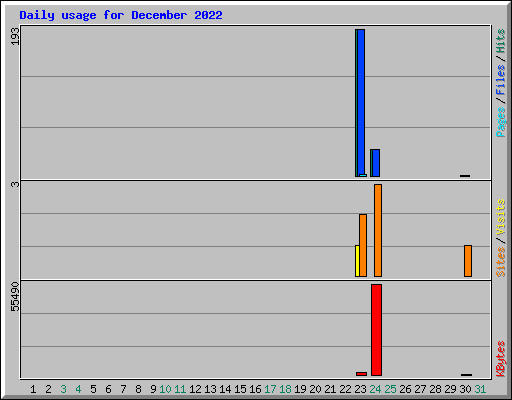 Daily usage for December 2022
193
Pages/Files/Hits
3
Sites/Visits
55490
KBytes
1 2 3 4 5 6 7 8 9 10 11 12 13 14 15 16 17 18 19 20 21 22 23 24 25 26 27 28 29 30 31